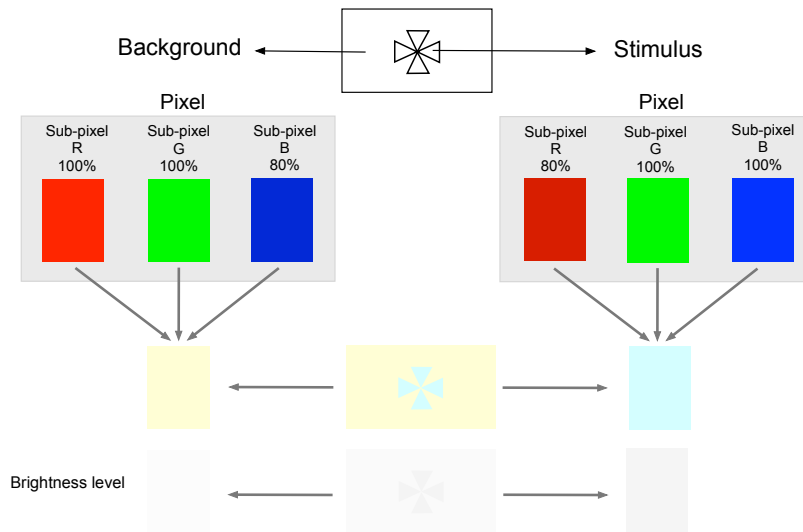 Background
Stimulus
Pixel
Sub-pixel
R
100%
Sub-pixel
G
100%
Sub-pixel
B
80%
Pixel
Sub-pixel
R
80%
Sub-pixel
G
100%
Sub-pixel
B
100%
Brightness level